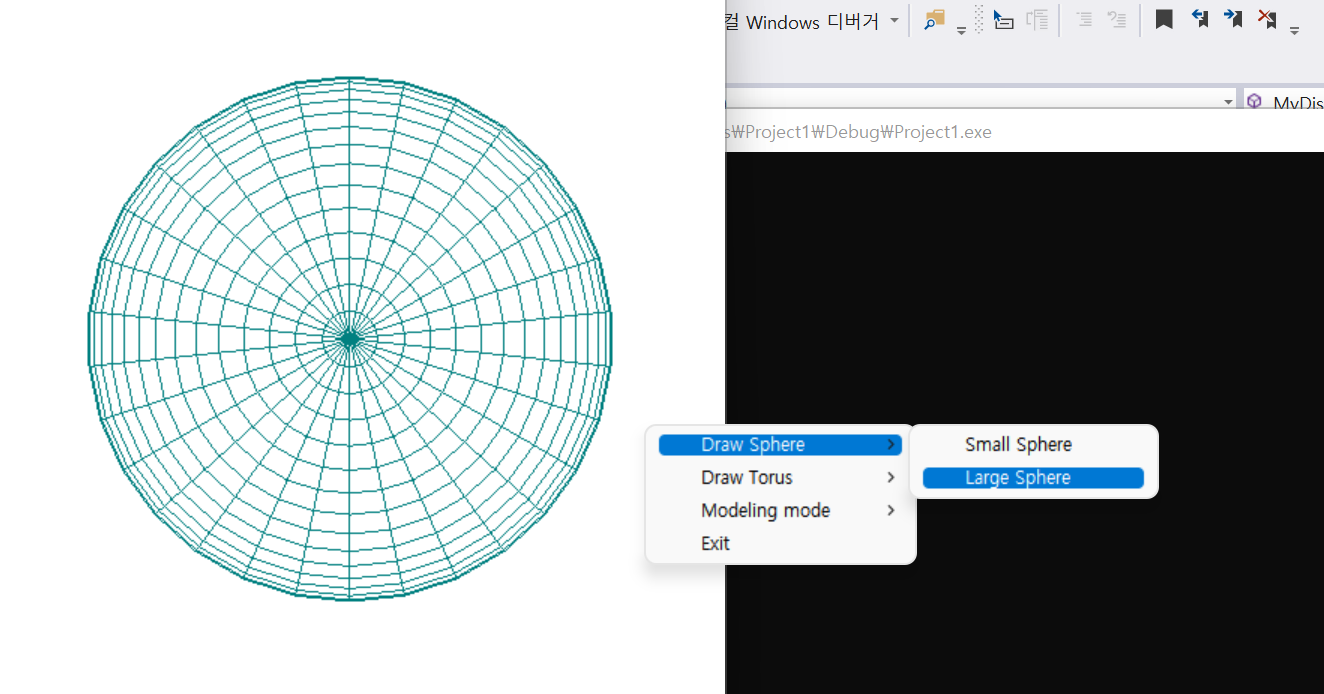 컬 Windows 디버거
MyDis
s₩Project1₩Debug₩Project1.exe
Draw Sphere
Small Sphere
Draw Torus
Large Sphere
Modeling mode
Exit